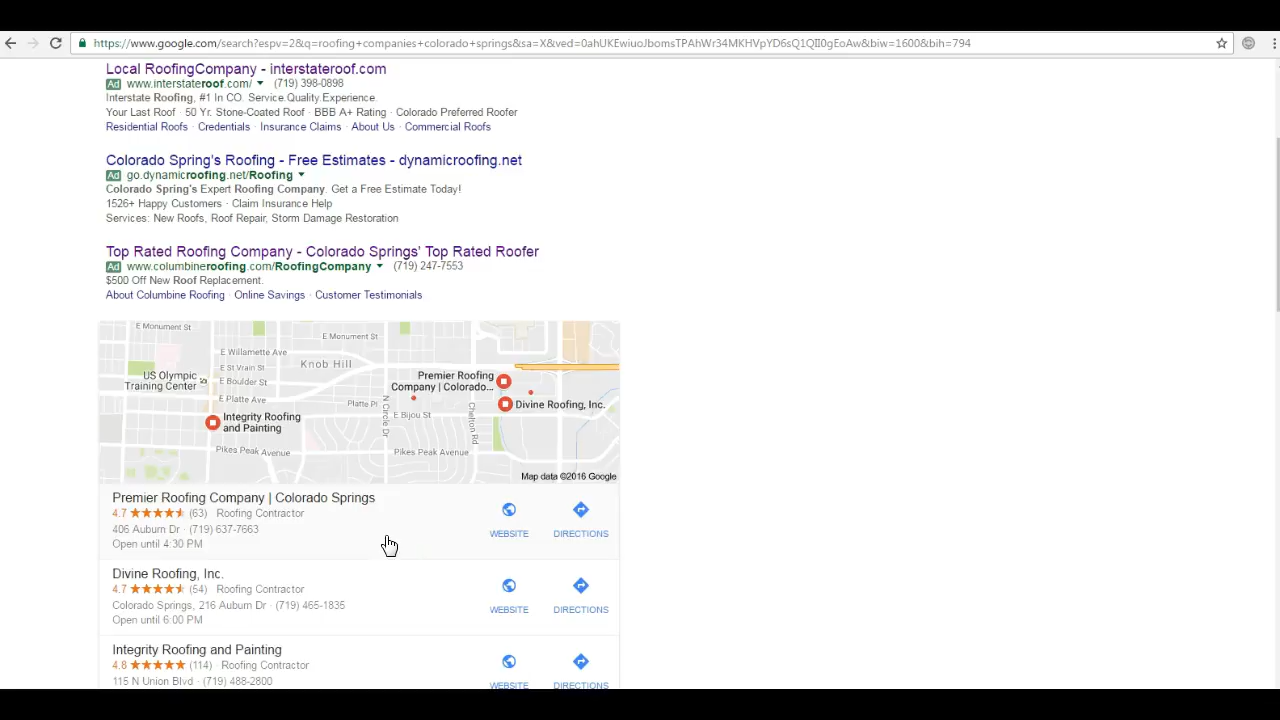 https://www.google.com/search?espv=2&q=roofing+companies+colorado+springs&sa=X&ved=0ahUKEwiuoJbomsTPAhWr34MKHVpYD6sQ1QII0gEoAw&biw=1600&bih=794
Local RoofingCompany - interstateroof.com
Ad www.interstateroof.com/ (719) 398-0898
Interstate Roofing, #1 In CO. Service.Quality.Experience.
Your Last Roof · 50 Yr. Stone-Coated Roof · BBB A+ Rating · Colorado Preferred Roofer
Residential Roofs · Credentials · Insurance Claims · About Us · Commercial Roofs
Colorado Spring's Roofing - Free Estimates - dynamicroofing.net
Ad go.dynamicroofing.net/Roofing
Colorado Spring's Expert Roofing Company. Get a Free Estimate Today!
1526+ Happy Customers · Claim Insurance Help
Services: New Roofs, Roof Repair, Storm Damage Restoration
Top Rated Roofing Company - Colorado Springs' Top Rated Roofer
Ad www.columbineroofing.com/RoofingCompany (719) 247-7553
$500 Off New Roof Replacement.
About Columbine Roofing · Online Savings · Customer Testimonials
E Monument St
E Monument St
E Willamette Ave
E St Vrain St
Knob Hill
US Olympic
Training Center
E Boulder St
Premier Roofing
Company | Colorado...
E Platte Ave
Platte Pl
N Circle Dr
Chelton Rd
Divine Roofing, Inc.
Integrity Roofing
and Painting
E Bijou St
Pikes Peak Avenue
Pikes Peak Avenue
Map data ©2016 Google
Premier Roofing Company | Colorado Springs
4.7 (63) Roofing Contractor
406 Auburn Dr · (719) 637-7663
Open until 4:30 PM
WEBSITE
DIRECTIONS
Divine Roofing, Inc.
4.7 (54) Roofing Contractor
Colorado Springs, 216 Auburn Dr · (719) 465-1835
Open until 6:00 PM
WEBSITE
DIRECTIONS
Integrity Roofing and Painting
4.8 (114) · Roofing Contractor
115 N Union Blvd · (719) 488-2800
WEBSITE
DIRECTIONS